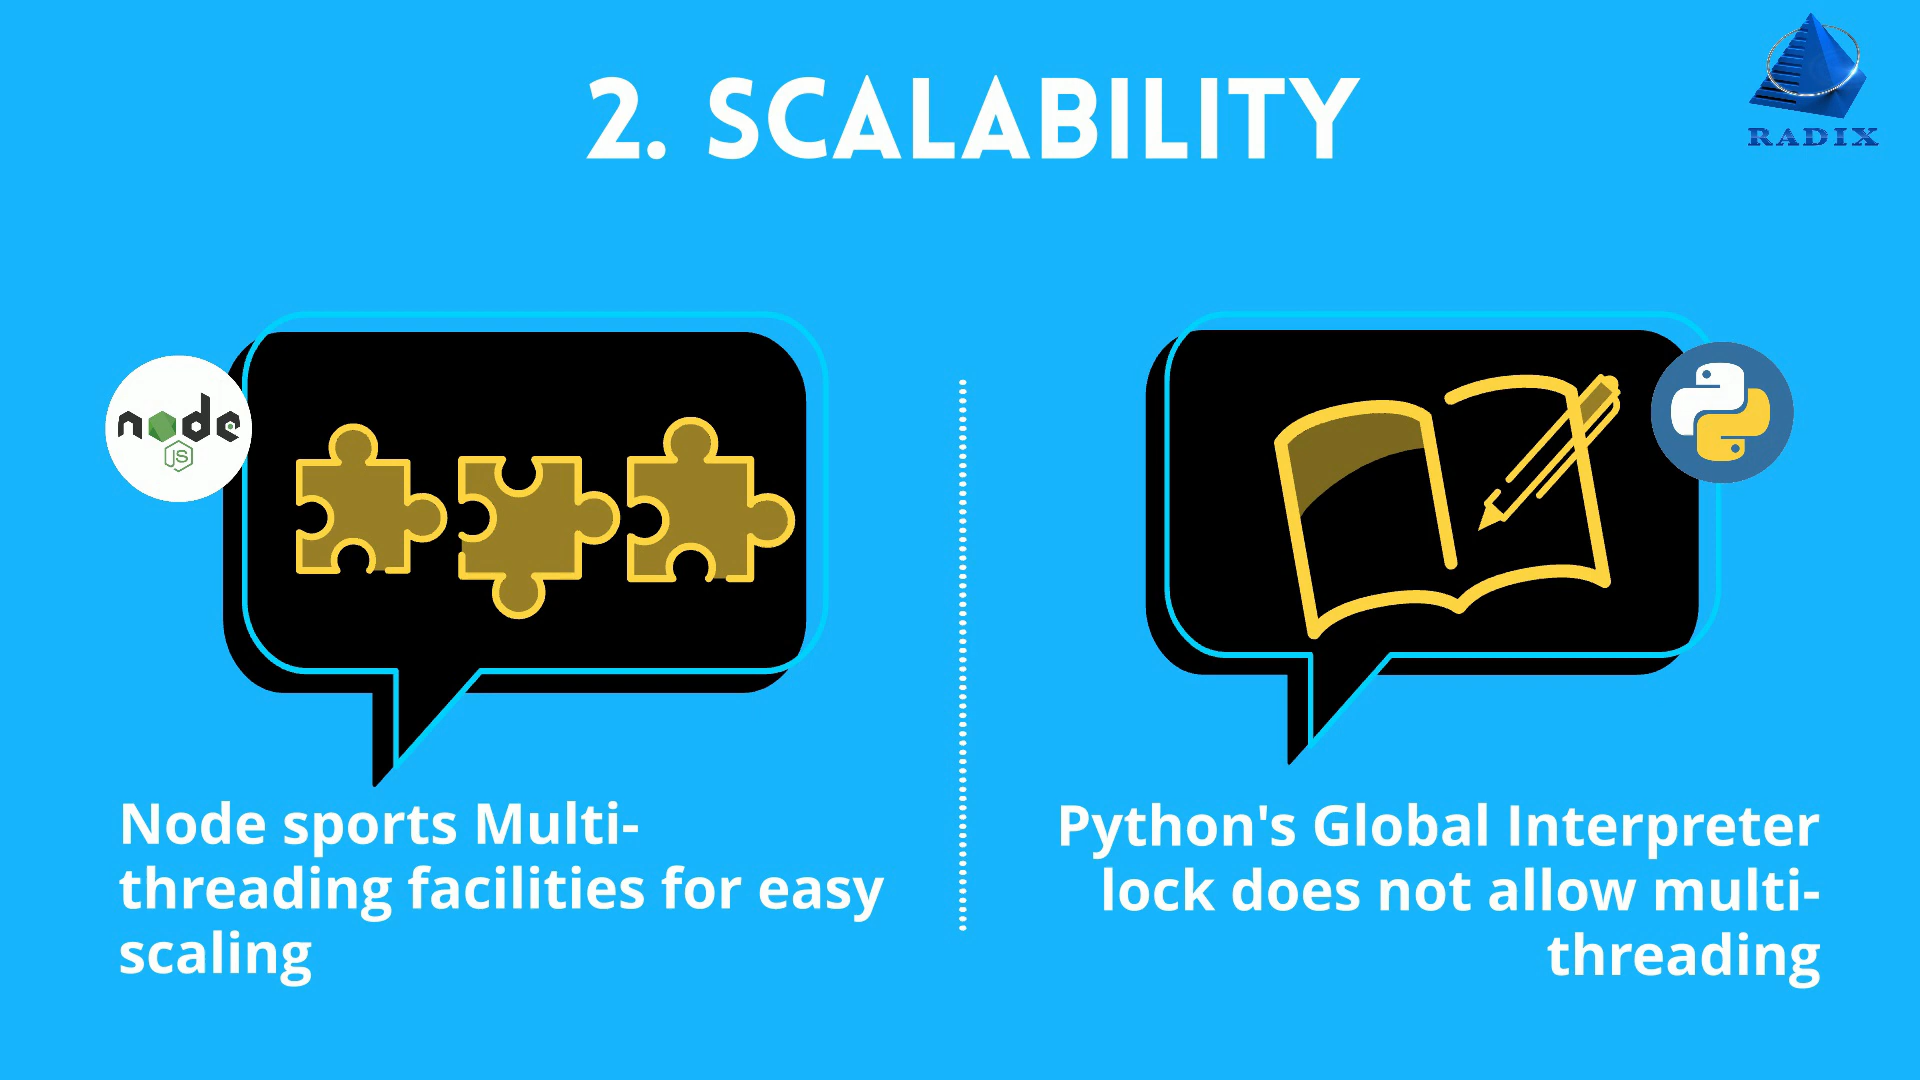 2. SCALABILITY
RADIX
node
JS
Node sports Multi-
threading facilities for easy
scaling
Python's Global Interpreter
lock does not allow multi-
threading